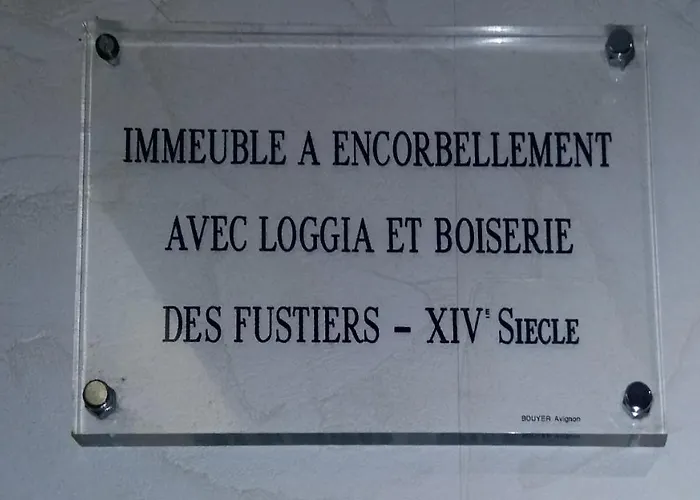 IMMEUBLE A ENCORBELLEMENT
AVEC LOGGIA ET BOISERIE
DES FUSTIERS – XIVᴱ SIECLE
BOUYER Avignon